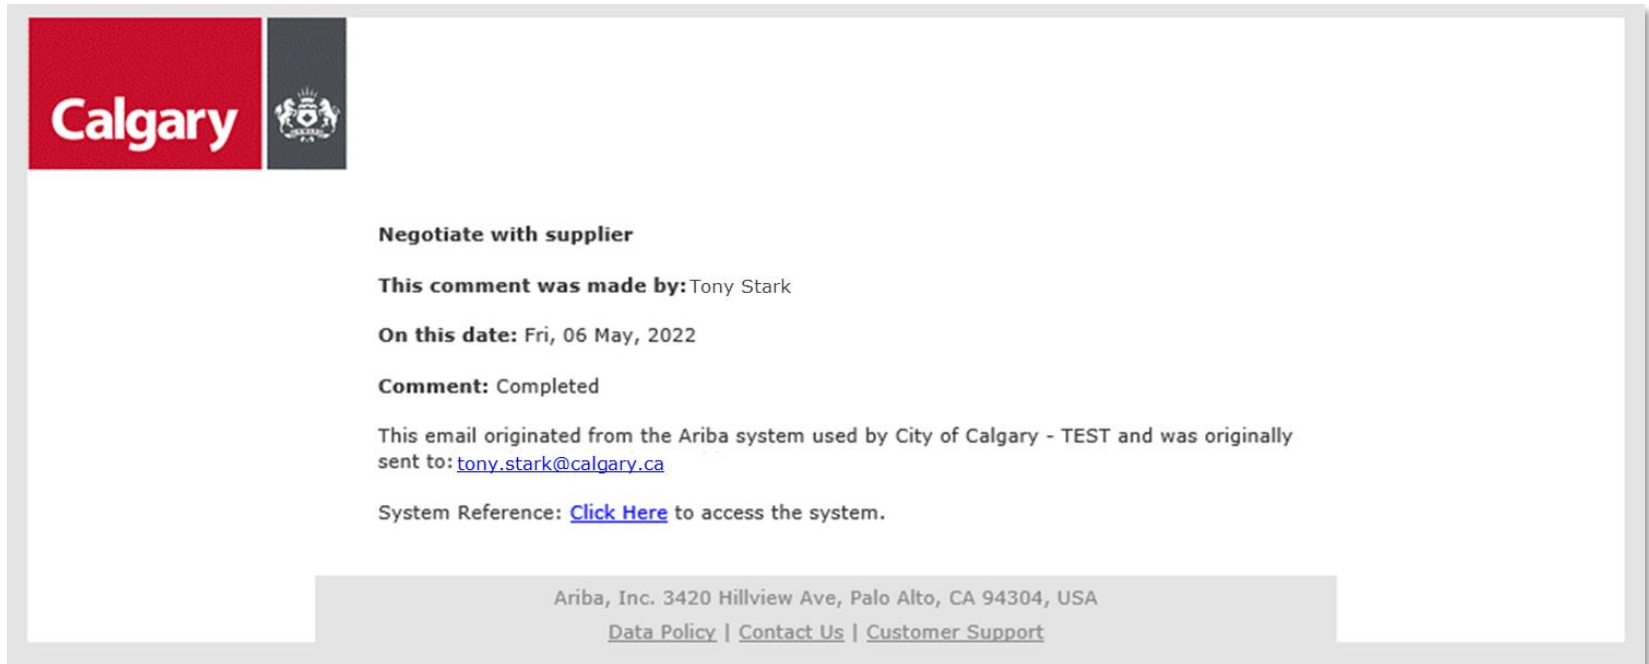 Calgary
Negotiate with supplier
This comment was made by: Tony Stark
On this date: Fri, 06 May, 2022
Comment: Completed
This email originated from the Ariba system used by City of Calgary - TEST and was originally
sent to: tony.stark@calgary.ca
System Reference: Click Here to access the system.
Ariba, Inc. 3420 Hillview Ave, Palo Alto, CA 94304, USA
Data Policy | Contact Us | Customer Support